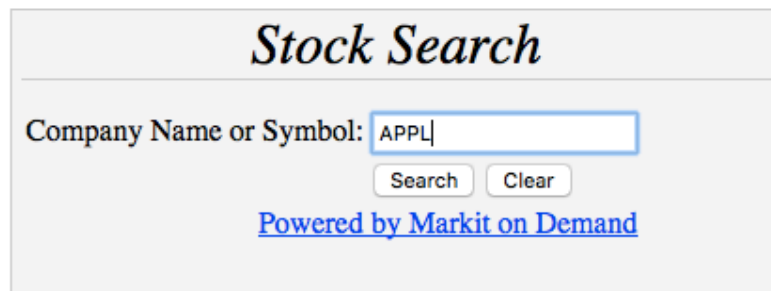 Stock Search
Company Name or Symbol: APPL
Search Clear
Powered by Markit on Demand